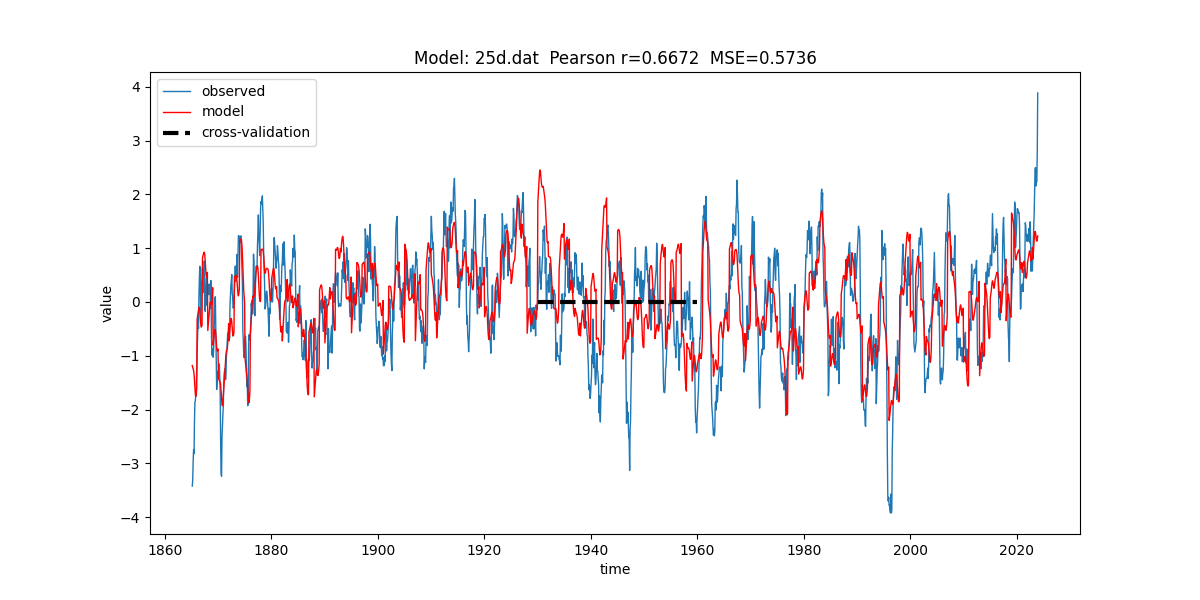 Model: 25d.dat  Pearson r=0.6672  MSE=0.5736
observed
model
cross-validation
value
4
3
2
1
0
−1
−2
−3
−4
1860 1880 1900 1920 1940 1960 1980 2000 2020
time